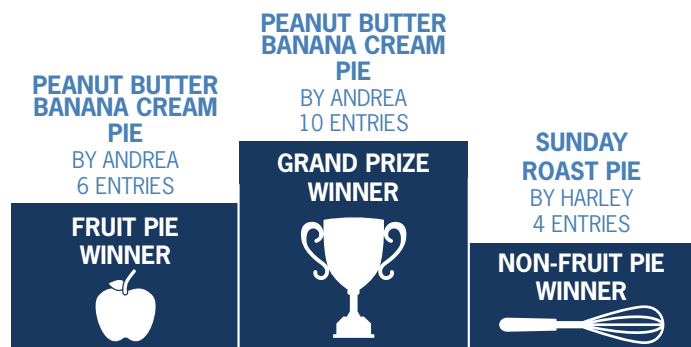 PEANUT BUTTER
BANANA CREAM
PIE
BY ANDREA
6 ENTRIES
FRUIT PIE
WINNER
PEANUT BUTTER
BANANA CREAM
PIE
BY ANDREA
10 ENTRIES
GRAND PRIZE
WINNER
SUNDAY
ROAST PIE
BY HARLEY
4 ENTRIES
NON-FRUIT PIE
WINNER